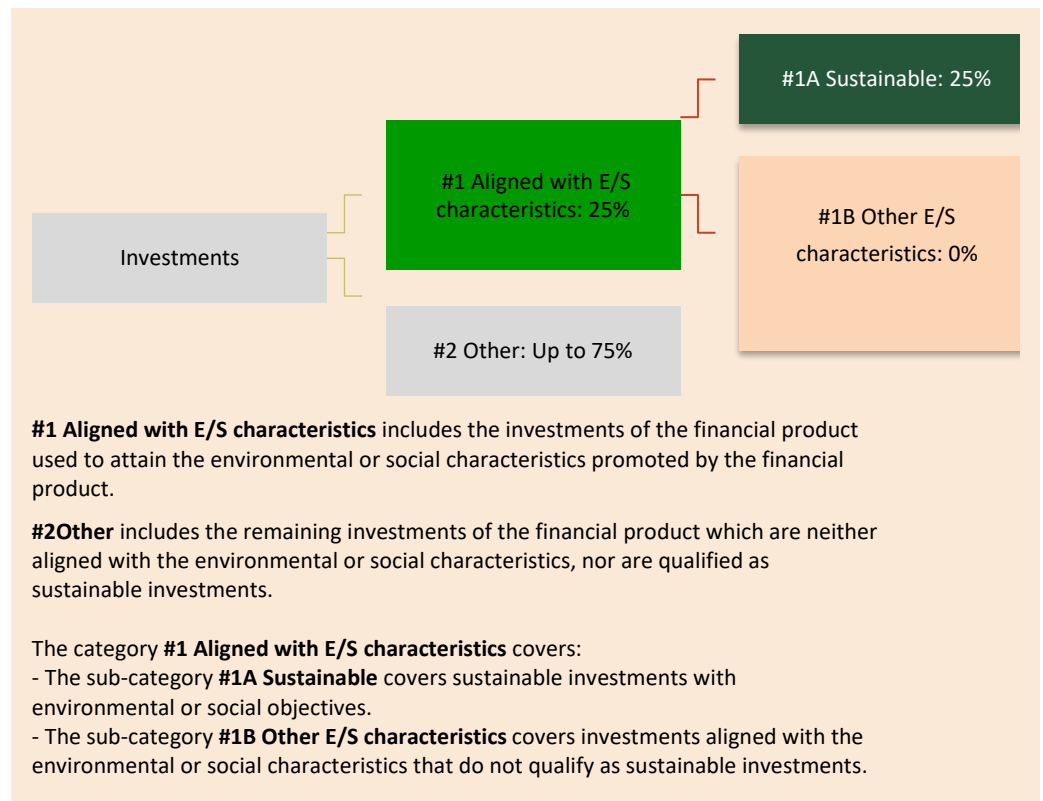 #1A Sustainable: 25%
#1 Aligned with E/S
characteristics: 25%
#1B Other E/S
characteristics: 0%
Investments
#2 Other: Up to 75%
#1 Aligned with E/S characteristics includes the investments of the financial product
used to attain the environmental or social characteristics promoted by the financial
product.
#2Other includes the remaining investments of the financial product which are neither
aligned with the environmental or social characteristics, nor are qualified as
sustainable investments.
The category #1 Aligned with E/S characteristics covers:
- The sub-category #1A Sustainable covers sustainable investments with
environmental or social objectives.
- The sub-category #1B Other E/S characteristics covers investments aligned with the
environmental or social characteristics that do not qualify as sustainable investments.